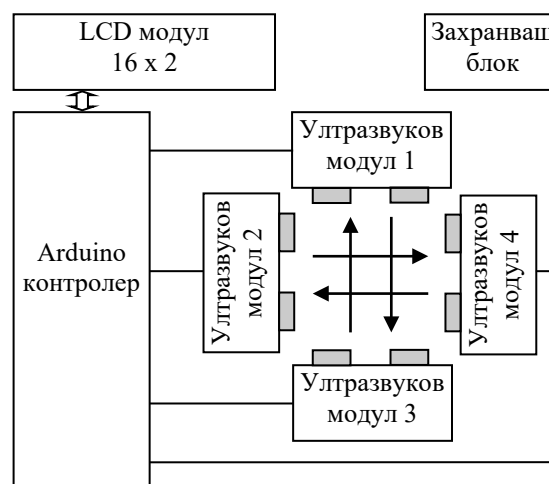 LCD модул
16 x 2
Захранващ
блок
Ултразвуков
модул 1
Arduino
контролер
Ултразвуков
модул 2
Ултразвуков
модул 4
Ултразвуков
модул 3